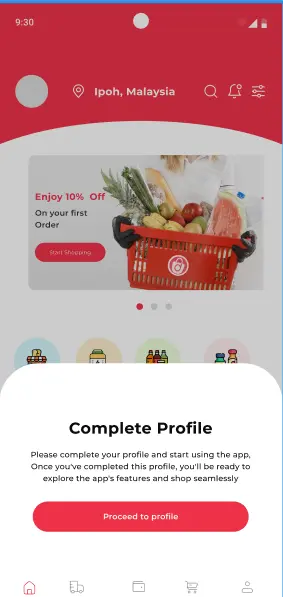 9:30
Ipoh, Malaysia
Enjoy 10% Off
On your first
Order
Start Shopping
Complete Profile
Please complete your profile and start using the app,
Once you've completed this profile, you'll be ready to
explore the app's features and shop seamlessly
Proceed to profile